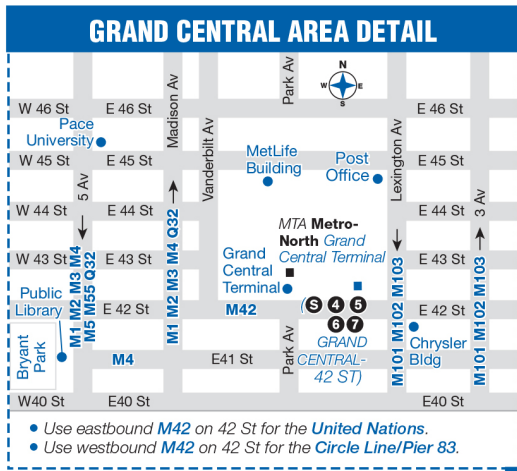 GRAND CENTRAL AREA DETAIL
N
W E
S
Park Av
Madison Av
W 46 St E 46 St E 46 St
Pace
University
Vanderbilt Av
Lexington Av
W 45 St E 45 St E 45 St
MetLife
Building
Post
Office
5 Av
3 Av
W 44 St E 44 St E 44 St
MTA Metro-
North Grand
Central Terminal
W 43 St E 43 St E 43 St
Grand
Central
Terminal
M1 M2 M3 M4
M5 M55 Q32
M1 M2 M3 M4 Q32
M101 M102 M103
M101 M102 M103
Public
Library
E 42 St M42 E 42 St
(S 4 5
6 7
GRAND
CENTRAL-
42 ST)
Chrysler
Bldg
Bryant
Park
M4 E41 St
Park Av
W40 St E40 St E40 St
• Use eastbound M42 on 42 St for the United Nations.
• Use westbound M42 on 42 St for the Circle Line/Pier 83.